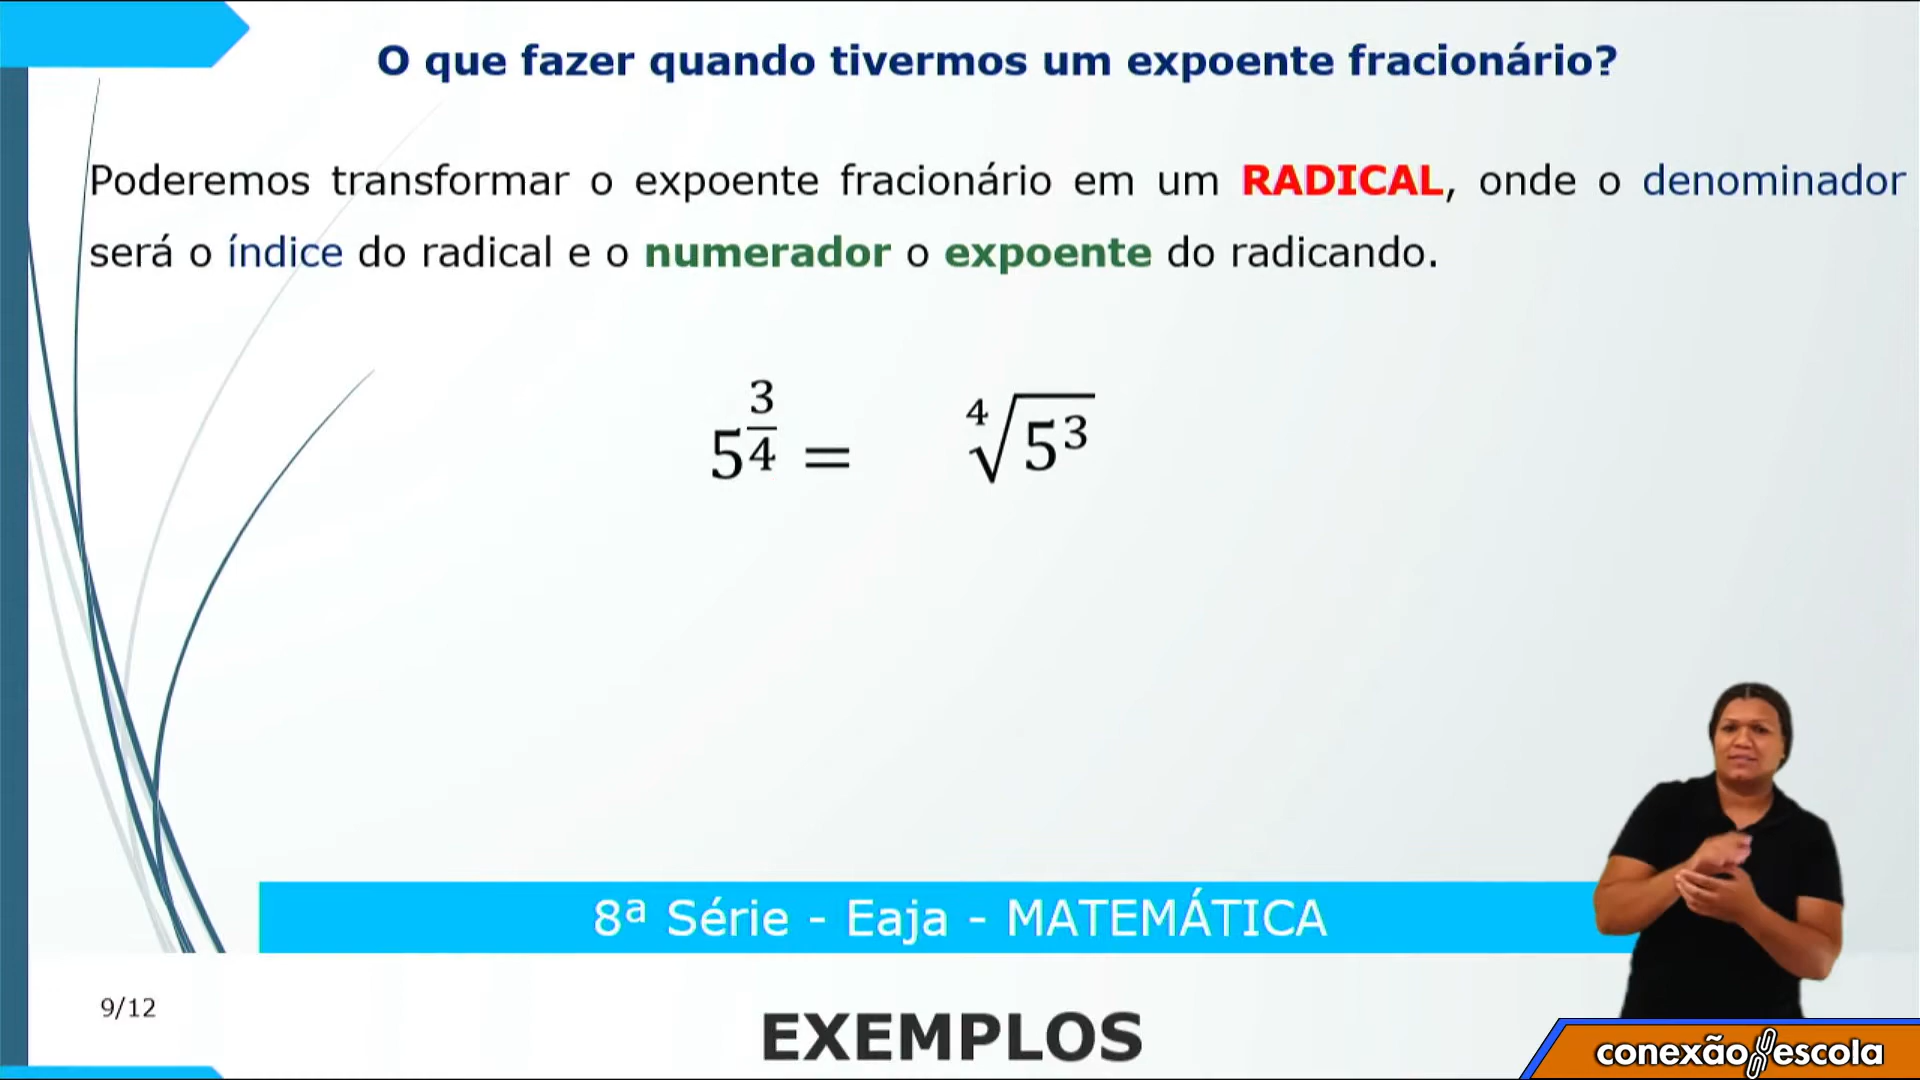 O que fazer quando tivermos um expoente fracionário?
Poderemos transformar o expoente fracionário em um RADICAL, onde o denominador
será o índice do radical e o numerador o expoente do radicando.
5^(3/4) = ⁴√5³
8ª Série - Eaja - MATEMÁTICA
9/12
EXEMPLOS
conexão escola